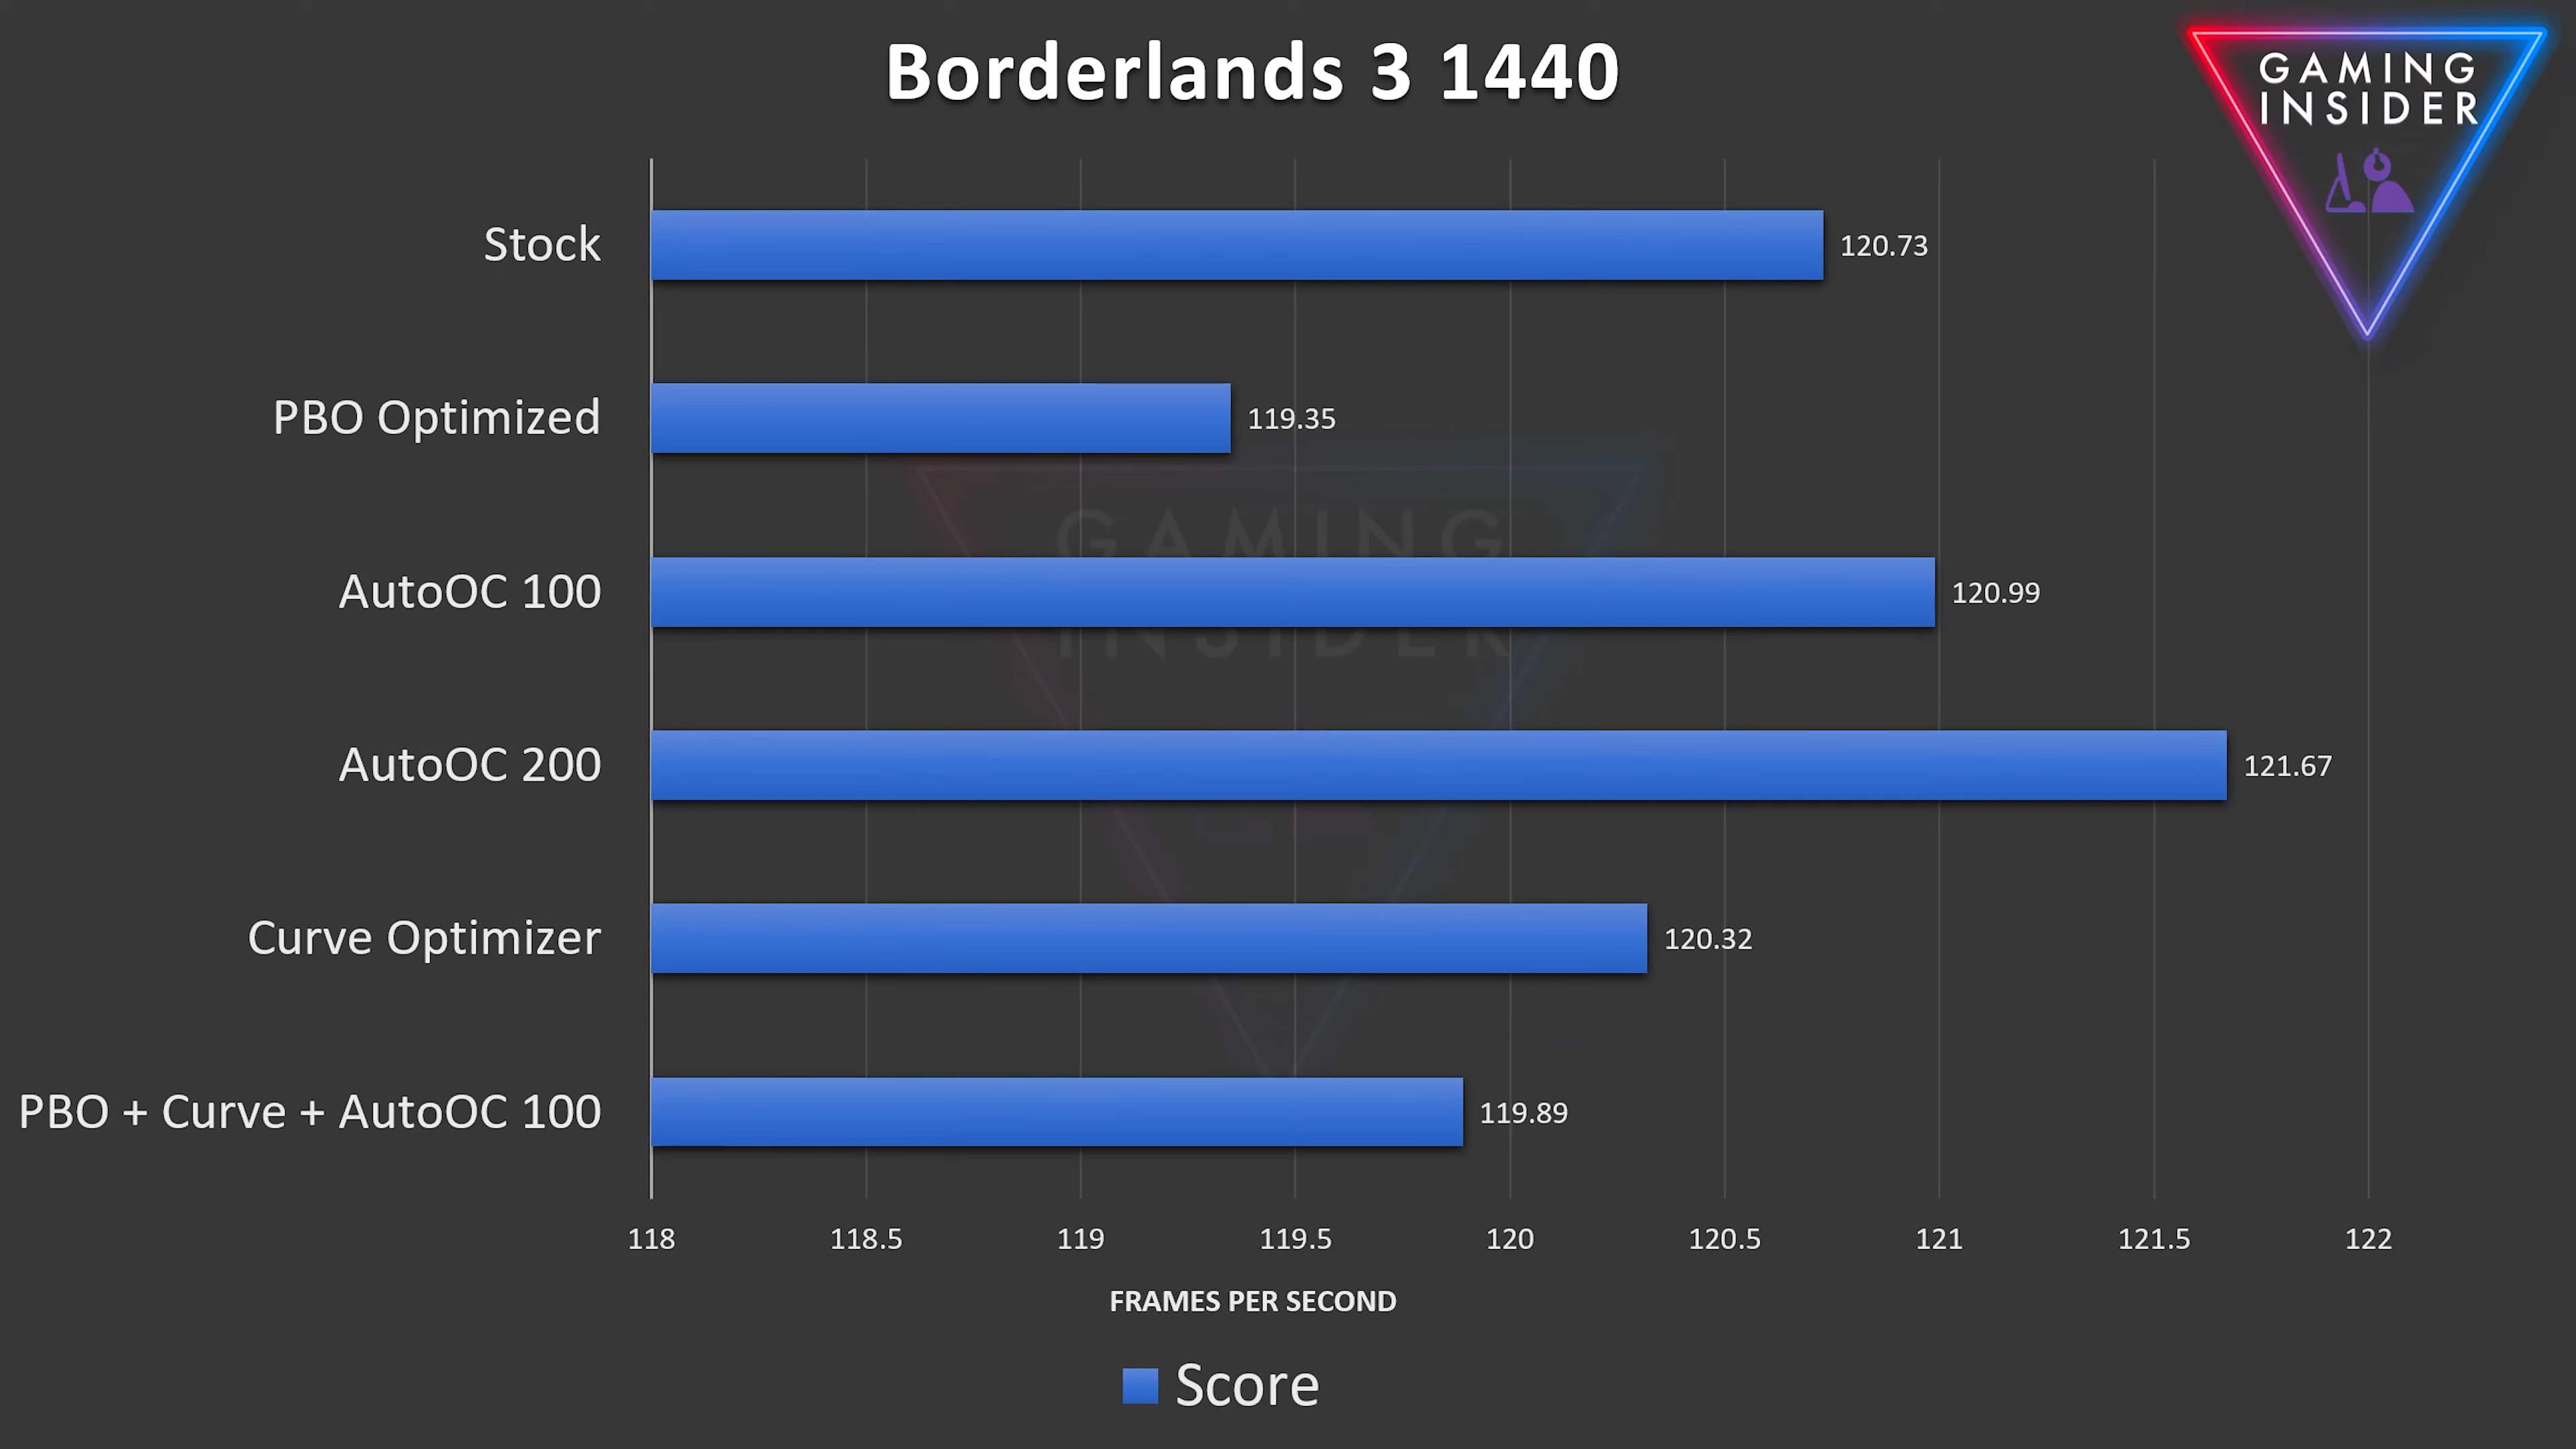 Borderlands 3 1440
GAMING
INSIDER
Stock
120.73
PBO Optimized
119.35
GAMING
INSIDER
AutoOC 100
120.99
AutoOC 200
121.67
Curve Optimizer
120.32
PBO + Curve + AutoOC 100
119.89
118 118.5 119 119.5 120 120.5 121 121.5 122
FRAMES PER SECOND
Score